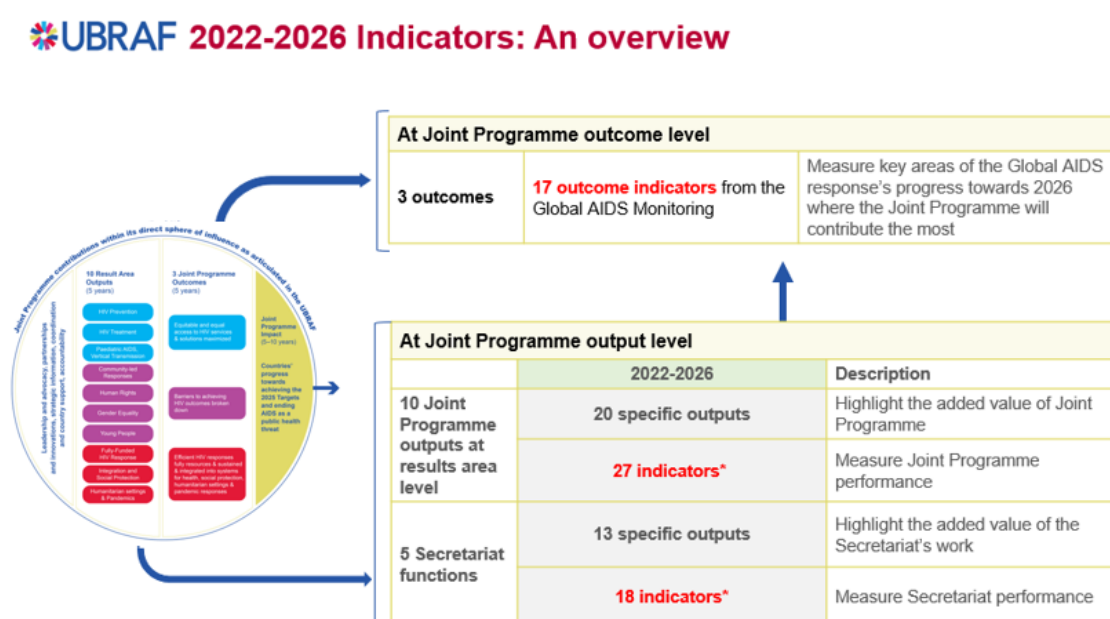 UBRAF 2022-2026 Indicators: An overview
At Joint Programme outcome level
3 outcomes
17 outcome indicators from the
Global AIDS Monitoring
Measure key areas of the Global AIDS
response's progress towards 2026
where the Joint Programme will
contribute the most
Joint Programme contributions within its direct sphere of influence as articulated in the UBRAF
Leadership and advocacy, partnerships
and innovations, strategic information, coordination
and country support, accountability
10 Result Area
Outputs
(5 years)
HIV Prevention
HIV Treatment
Paediatric AIDS,
Vertical Transmission
Community-led
Responses
Human Rights
Gender Equality
Young People
Fully-Funded
HIV Response
Integration and
Social Protection
Humanitarian settings
& Pandemics
3 Joint Programme
Outcomes
(5 years)
Equitable and equal
access to HIV services
& solutions maximised
Barriers to achieving
HIV outcomes broken
down
Efficient HIV responses
fully resources & sustained
& integrated into systems
for health, social protection,
humanitarian settings &
pandemic responses
Joint
Programme
Impact
(5–10 years)
Countries'
progress
towards
achieving the
2025 Targets
and ending
AIDS as a
public health
threat
At Joint Programme output level
2022-2026
Description
10 Joint
Programme
outputs at
results area
level
20 specific outputs
Highlight the added value of Joint
Programme
27 indicators*
Measure Joint Programme
performance
5 Secretariat
functions
13 specific outputs
Highlight the added value of the
Secretariat's work
18 indicators*
Measure Secretariat performance